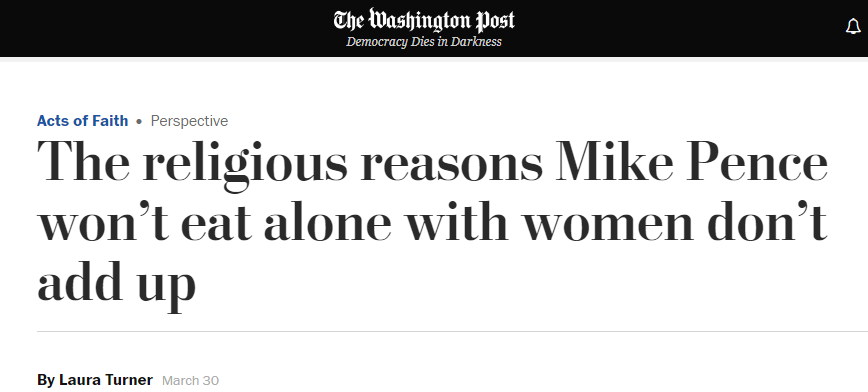 The Washington Post
Democracy Dies in Darkness
Acts of Faith • Perspective
The religious reasons Mike Pence
won’t eat alone with women don’t
add up
By Laura Turner March 30